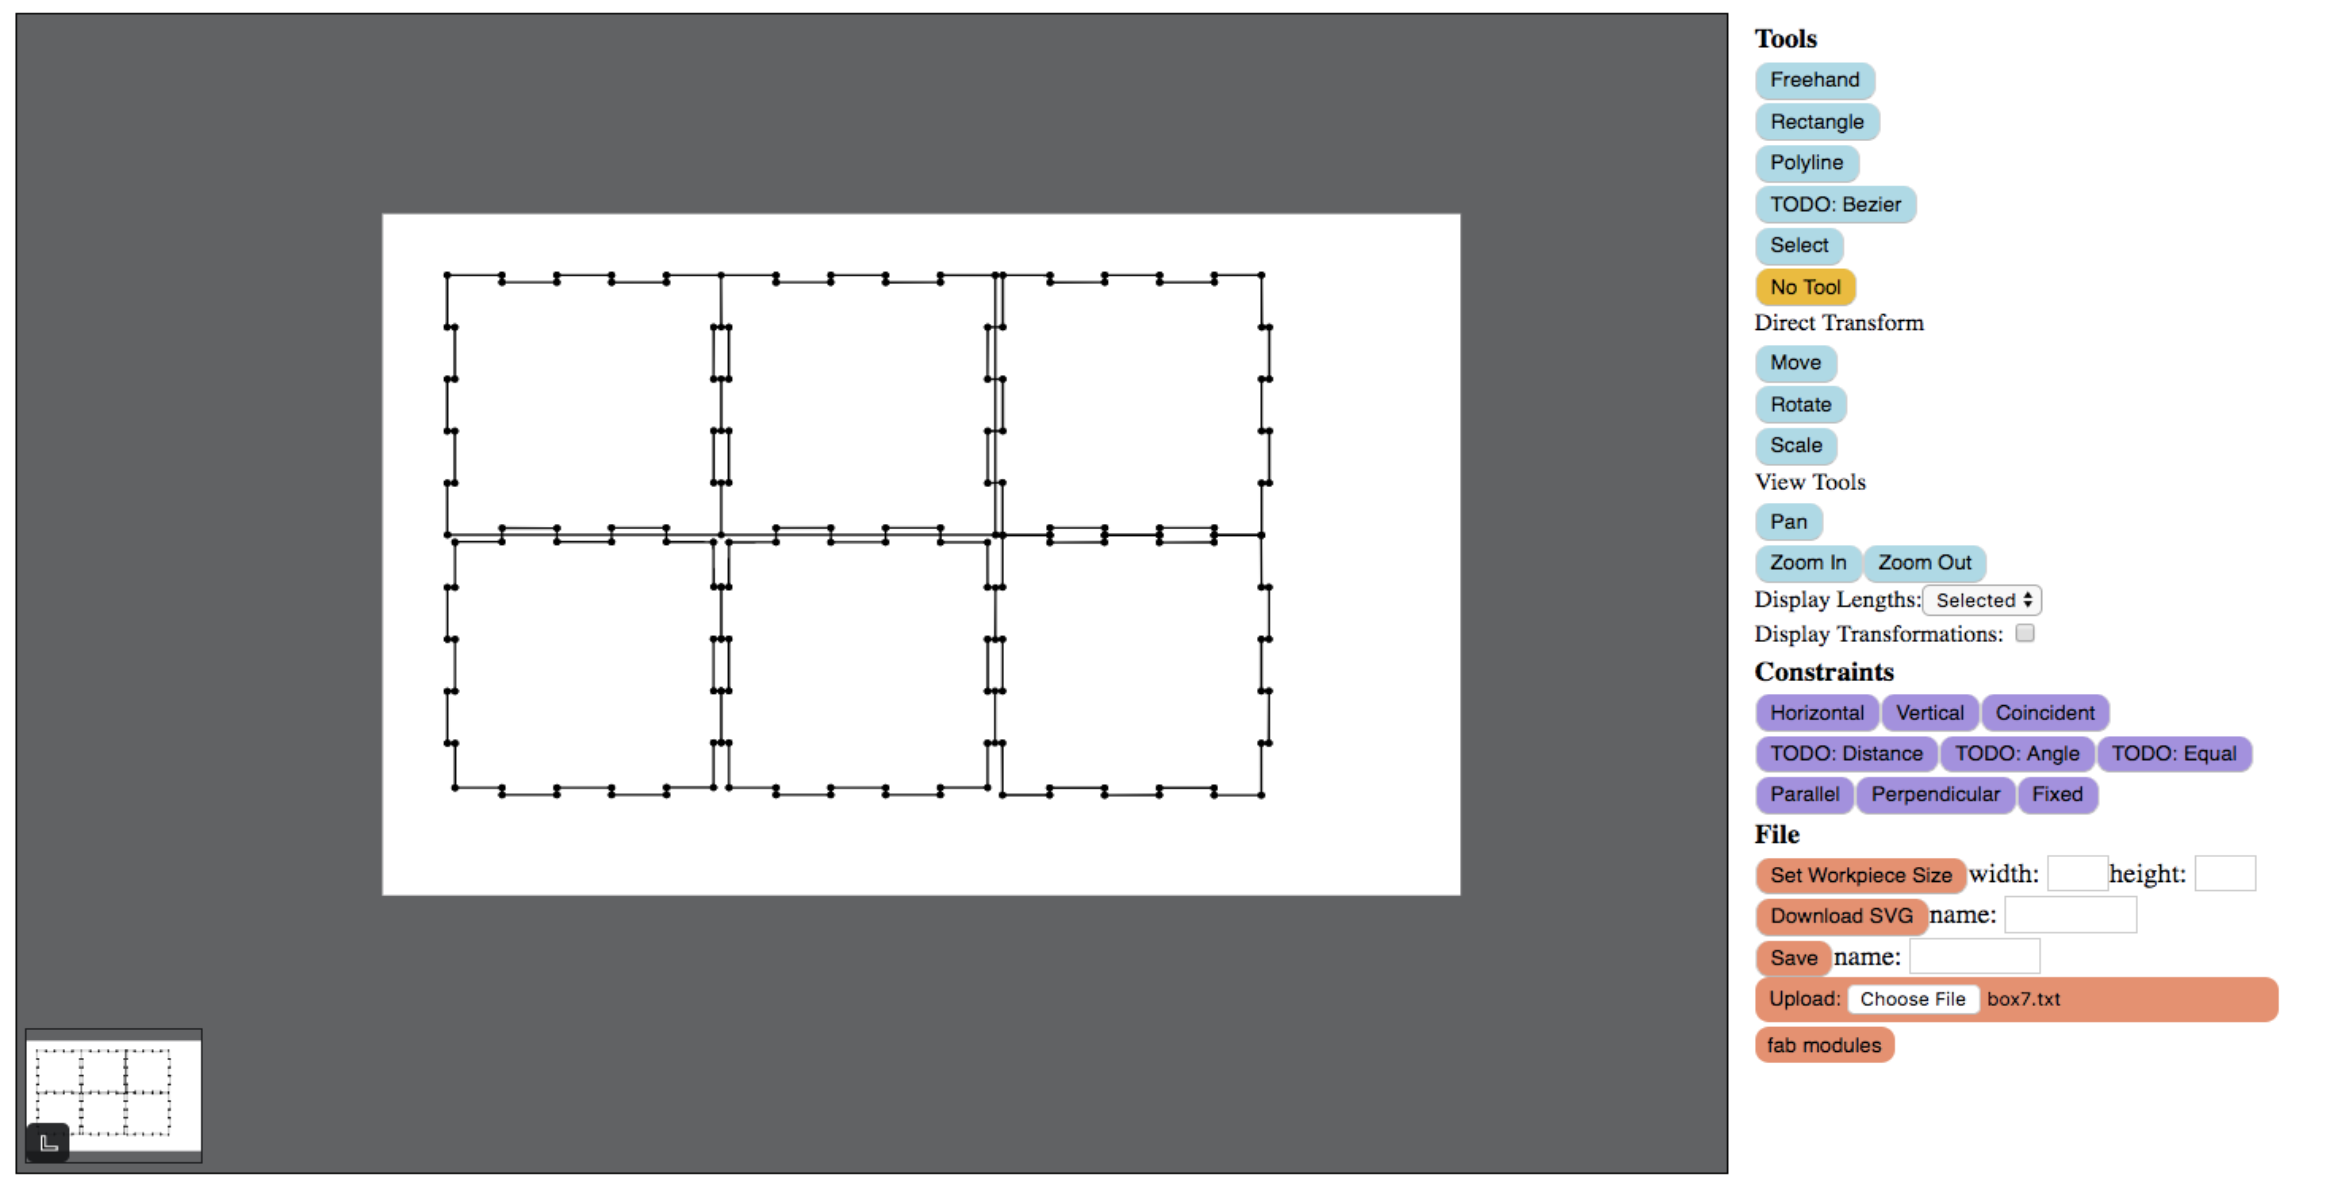 Tools
Freehand
Rectangle
Polyline
TODO: Bezier
Select
No Tool
Direct Transform
Move
Rotate
Scale
View Tools
Pan
Zoom In Zoom Out
Display Lengths: Selected
Display Transformations:
Constraints
Horizontal Vertical Coincident
TODO: Distance TODO: Angle TODO: Equal
Parallel Perpendicular Fixed
File
Set Workpiece Size width: height:
Download SVG name:
Save name:
Upload: Choose File box7.txt
fab modules